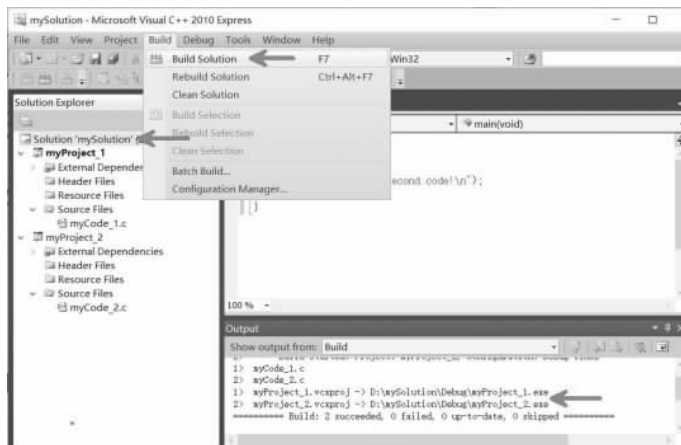 mySolution - Microsoft Visual C++ 2010 Express
File Edit View Project Build Debug Tools Window Help
Build Solution F7
Rebuild Solution Ctrl+Alt+F7
Clean Solution
Build Selection
Rebuild Selection
Clean Selection
Batch Build...
Configuration Manager...
Win32
Solution Explorer
Solution 'mySolution'
myProject_1
External Depender
Header Files
Resource Files
Source Files
myCode_1.c
myProject_2
External Dependencies
Header Files
Resource Files
Source Files
myCode_2.c
main(void)
econd code!\n");
}
100 %
Output
Show output from: Build
1> myCode_1.c
2> myCode_2.c
1> myProject_1.vcxproj -> D:\mySolution\Debug\myProject_1.exe
2> myProject_2.vcxproj -> D:\mySolution\Debug\myProject_2.exe
========== Build: 2 succeeded, 0 failed, 0 up-to-date, 0 skipped ==========